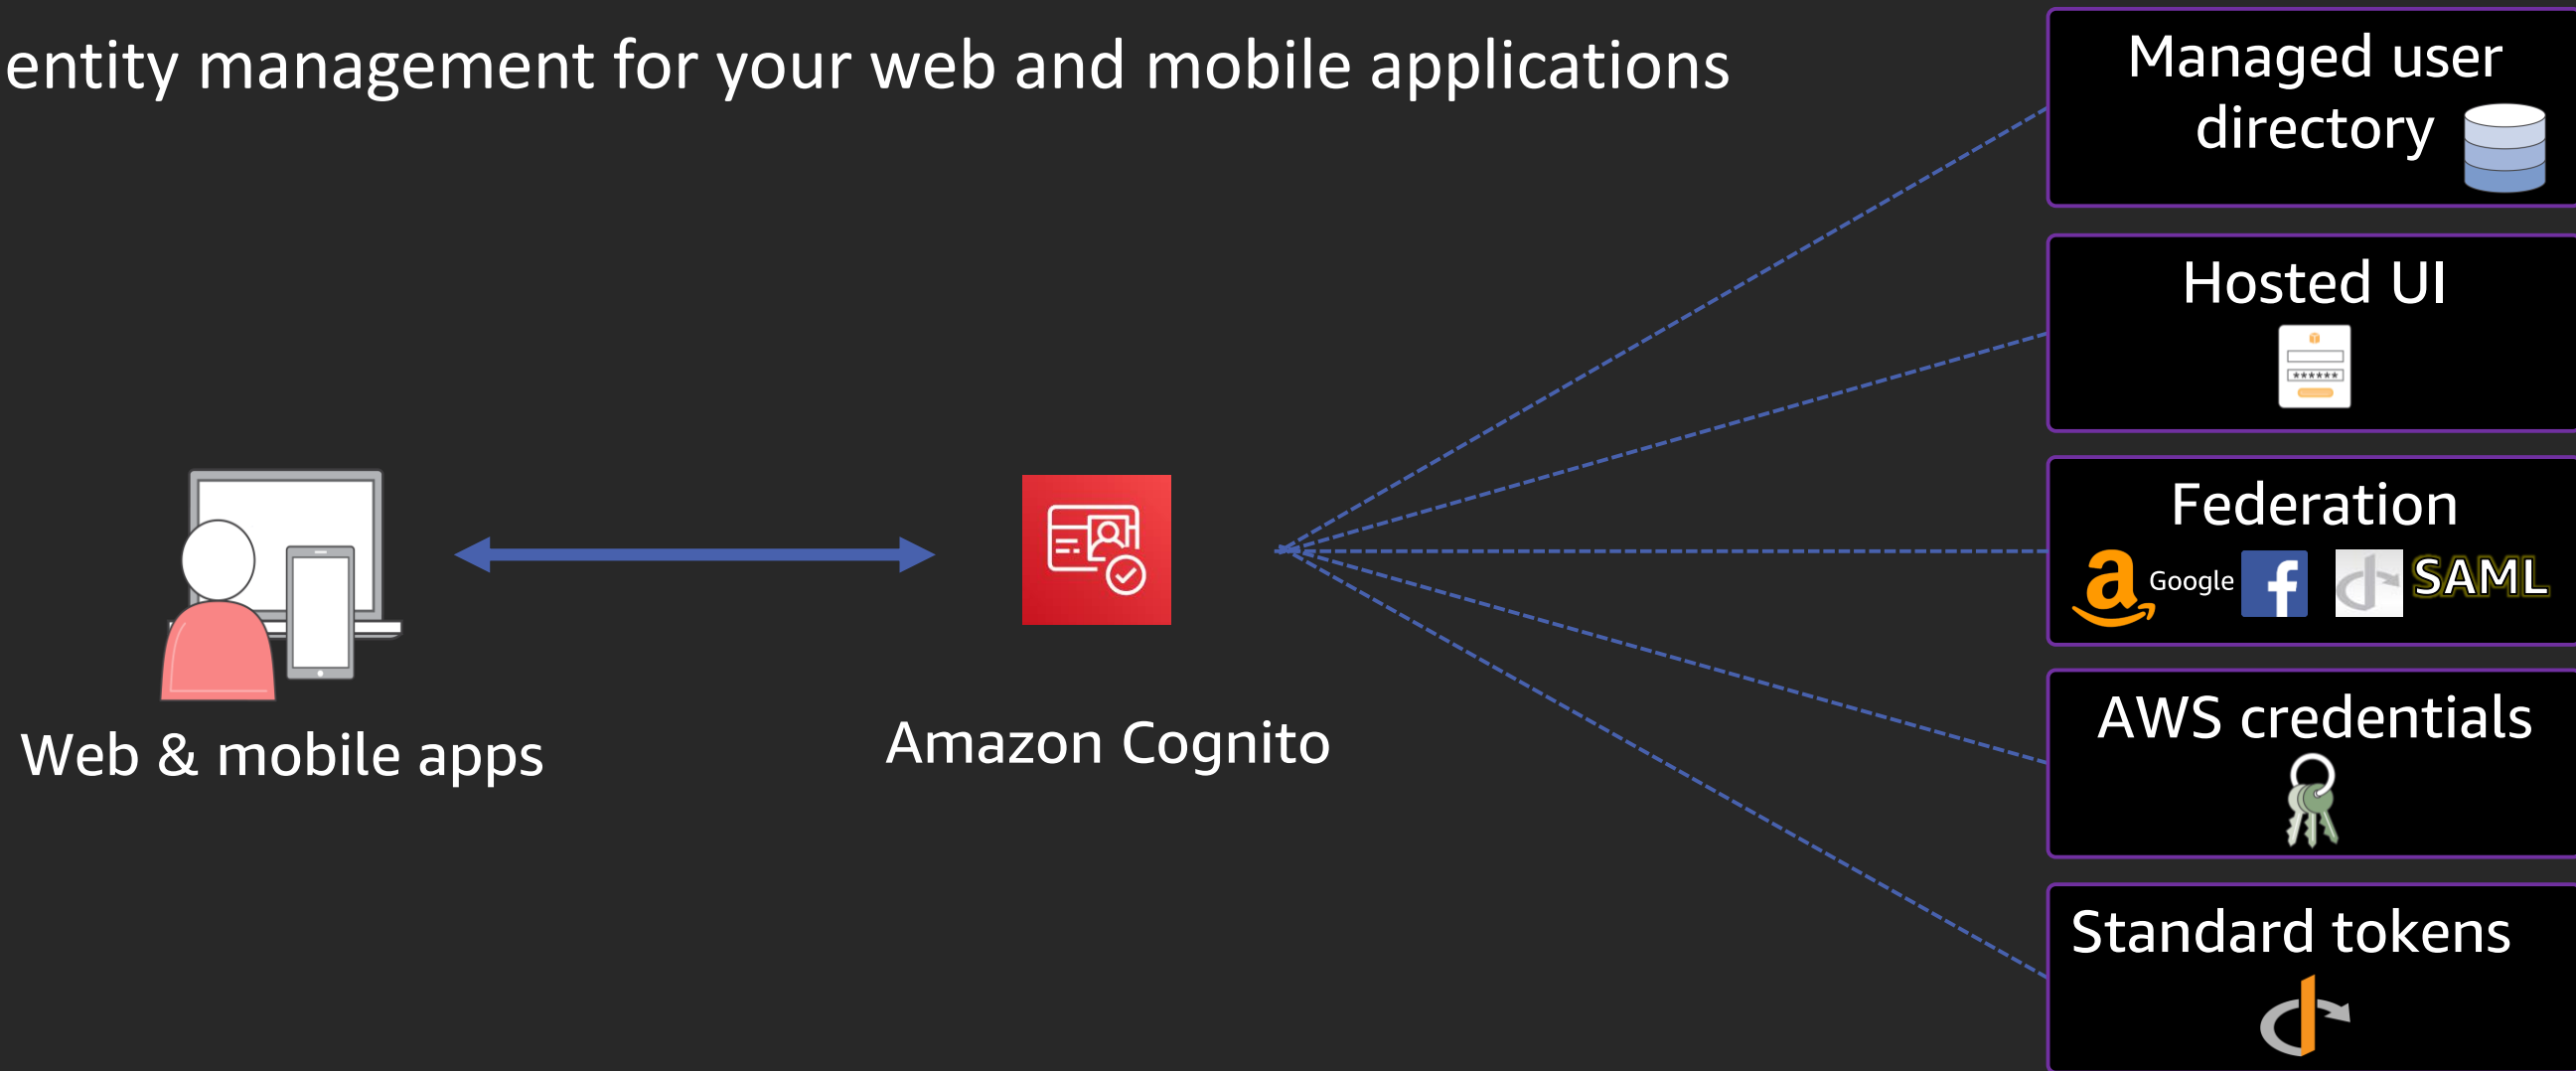 entity management for your web and mobile applications
Managed user
directory
Hosted UI
******
Federation
a
Google
f
SAML
Web & mobile apps
Amazon Cognito
AWS credentials
Standard tokens